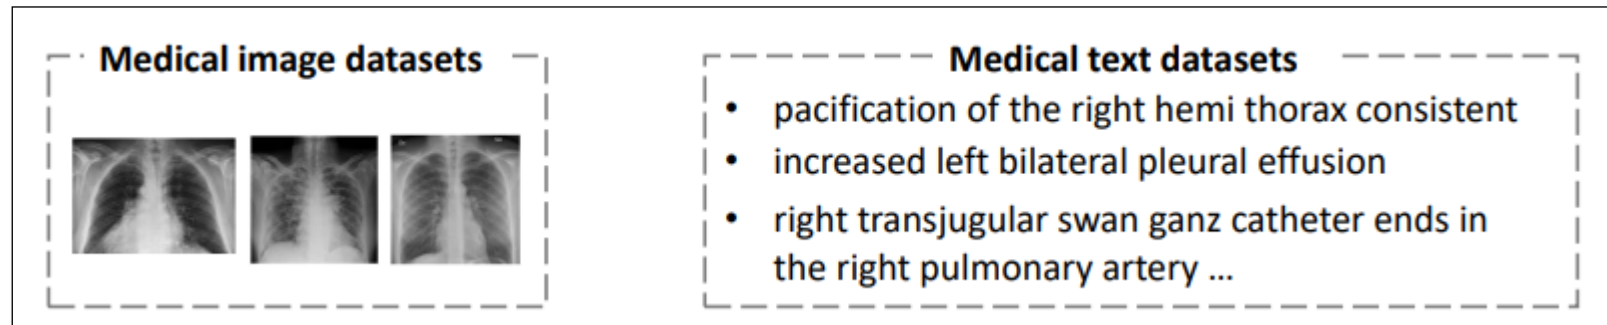 Medical image datasets
Medical text datasets
• pacification of the right hemi thorax consistent
• increased left bilateral pleural effusion
• right transjugular swan ganz catheter ends in
the right pulmonary artery ...